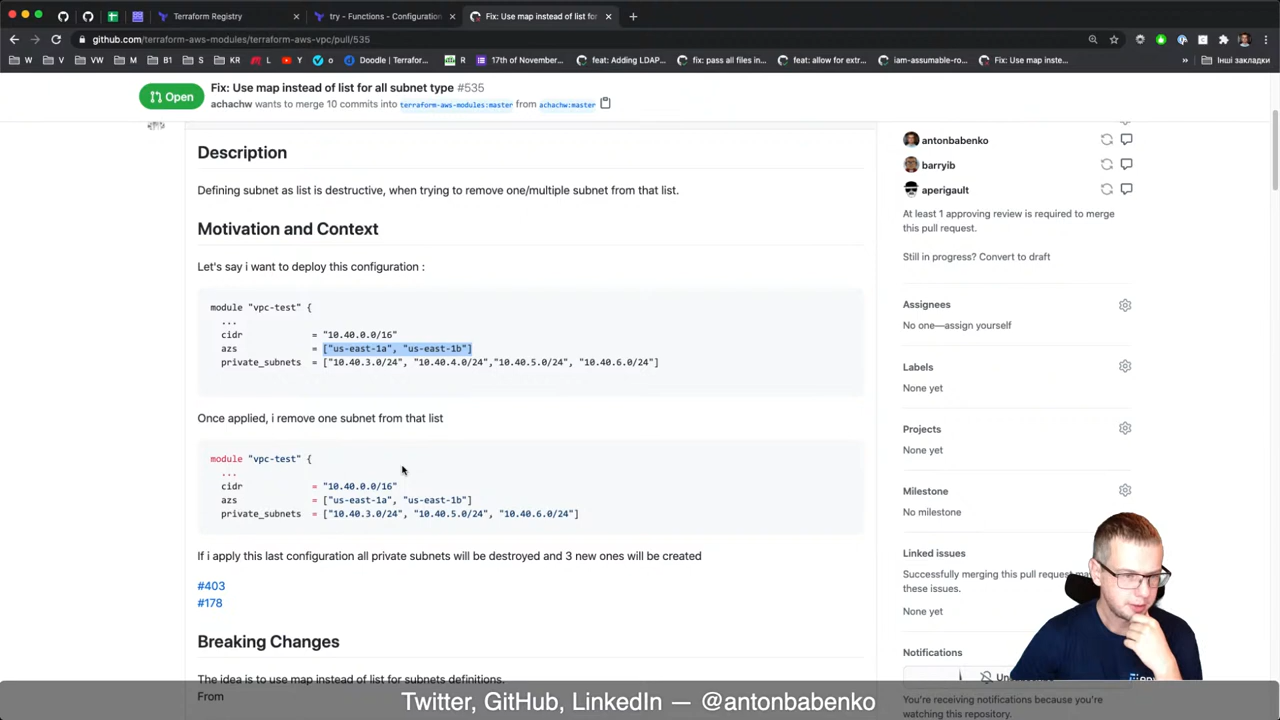 Terraform Registry
try - Functions - Configuration
Fix: Use map instead of list for
github.com/terraform-aws-modules/terraform-aws-vpc/pull/535
W
V
VW
M
B1
S
KR
L
Y
o
Doodle | Terrafor...
R
17th of November...
feat: Adding LDAP...
fix: pass all files in...
feat: allow for extr...
iam-assumable-ro...
Fix: Use map inste...
»
Інші закладки
Open
Fix: Use map instead of list for all subnet type #535
achachw wants to merge 10 commits into terraform-aws-modules:master from achachw:master
Description
Defining subnet as list is destructive, when trying to remove one/multiple subnet from that list.
Motivation and Context
Let's say i want to deploy this configuration :
module "vpc-test" {
...
cidr = "10.40.0.0/16"
azs = ["us-east-1a", "us-east-1b"]
private_subnets = ["10.40.3.0/24", "10.40.4.0/24","10.40.5.0/24", "10.40.6.0/24"]
Once applied, i remove one subnet from that list
module "vpc-test" {
...
cidr = "10.40.0.0/16"
azs = ["us-east-1a", "us-east-1b"]
private_subnets = ["10.40.3.0/24", "10.40.5.0/24", "10.40.6.0/24"]
If i apply this last configuration all private subnets will be destroyed and 3 new ones will be created
#403
#178
Breaking Changes
The idea is to use map instead of list for subnets definitions.
From
antonbabenko
barryib
aperigault
At least 1 approving review is required to merge
this pull request.
Still in progress? Convert to draft
Assignees
No one—assign yourself
Labels
None yet
Projects
None yet
Milestone
No milestone
Linked issues
Successfully merging this pull request
these issues.
None yet
Notifications
You're receiving notifications because you're
watching this repository.
Twitter, GitHub, LinkedIn — @antonbabenko